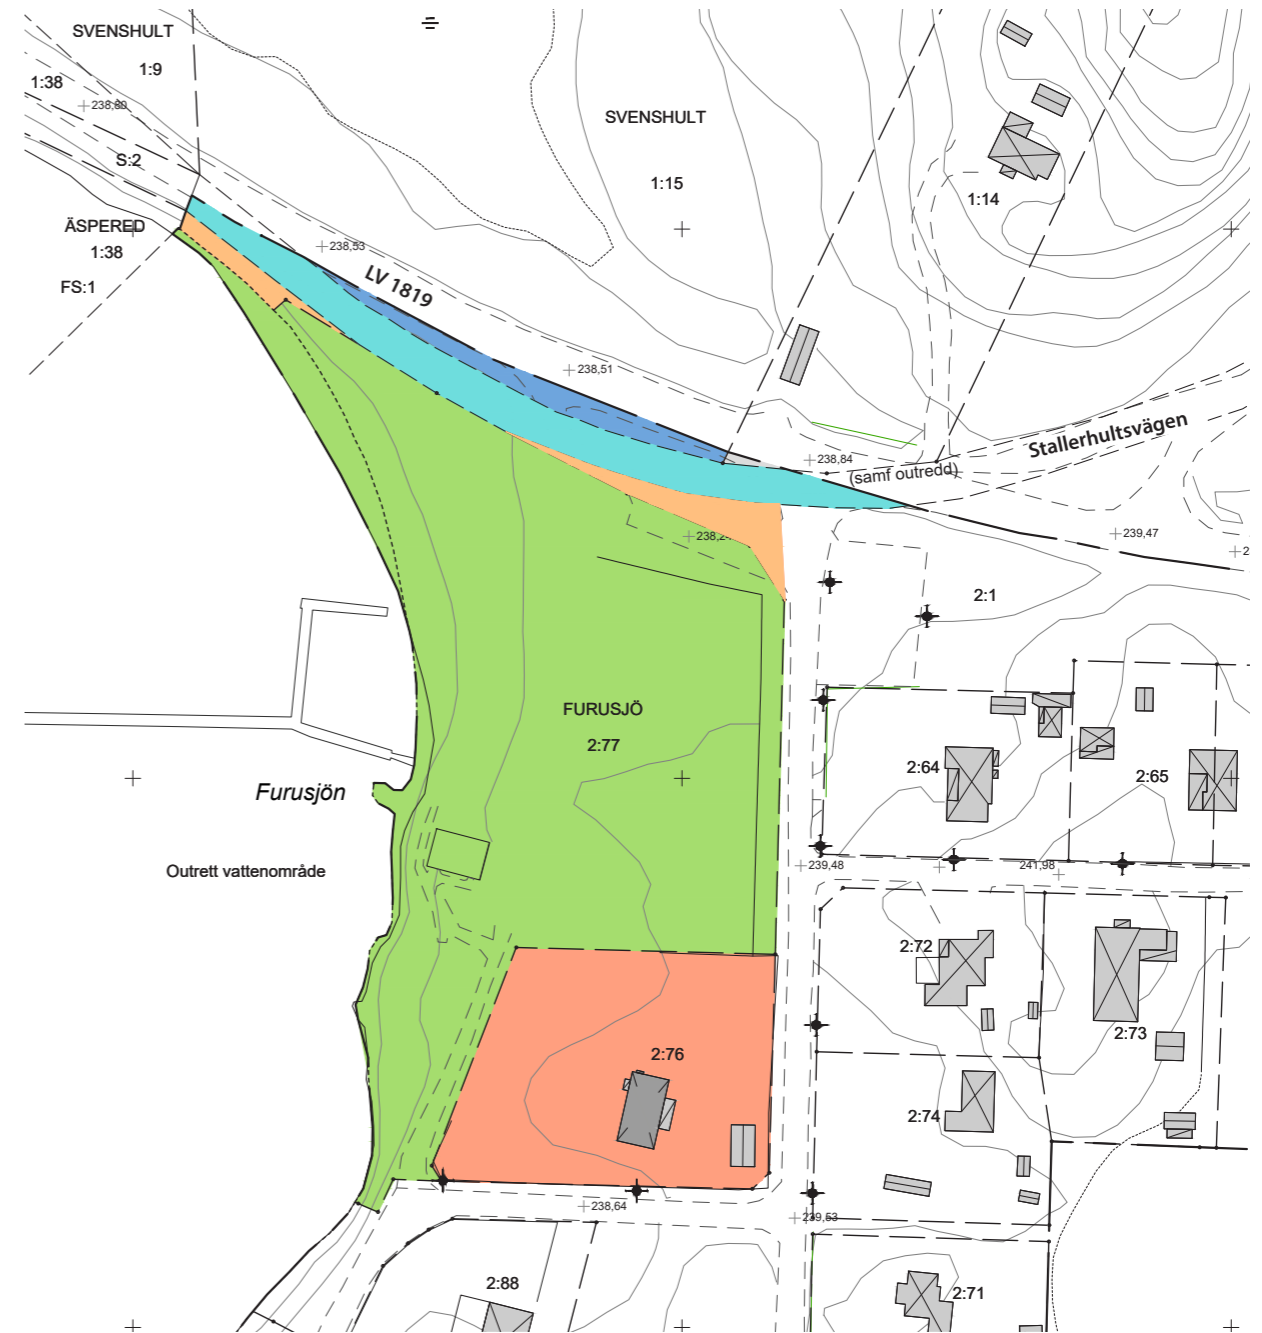 SVENSHULT
1:9
1:38
238,60
S:2
ÄSPERED
1:38
FS:1
SVENSHULT
1:15
1:14
238,53
LV 1819
238,51
Stallerhultsvägen
238,84
(samf outredd)
239,47
2:1
FURUSJÖ
2:77
2:64
2:65
Furusjön
Outrett vattenområde
239,48
241,98
2:72
2:73
2:76
2:74
238,64
239,53
2:88
2:71